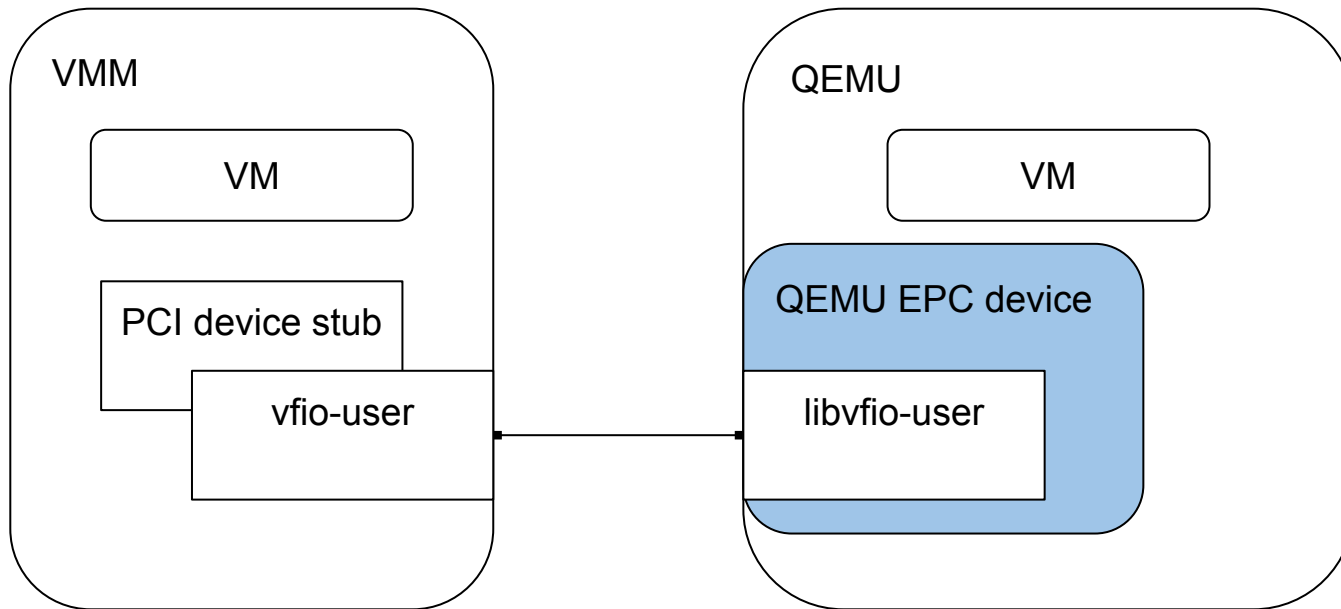 VMM
VM
PCI device stub
vfio-user
QEMU
VM
QEMU EPC device
libvfio-user